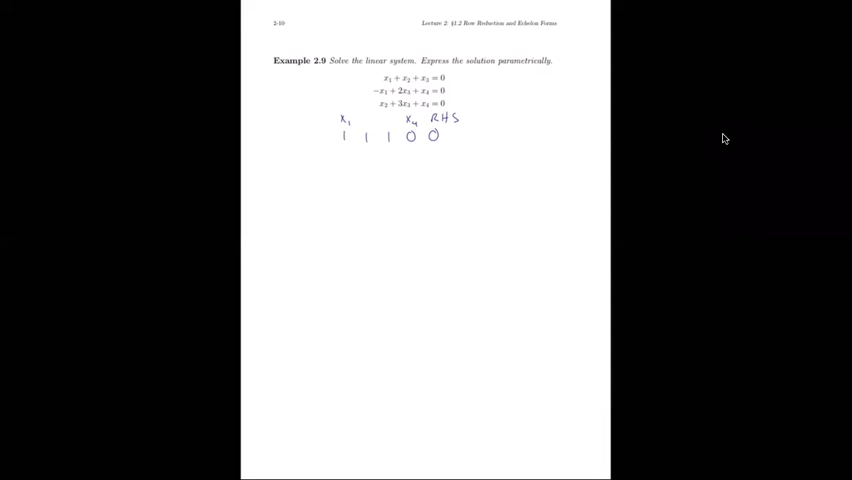 2-10 Lecture 2: §1.2 Row Reduction and Echelon Forms
Example 2.9 Solve the linear system. Express the solution parametrically.
x₁ + x₂ + x₃ = 0
−x₁ + 2x₃ + x₄ = 0
x₂ + 3x₃ + x₄ = 0
x₁ x₄ RHS
1 1 1 0 0